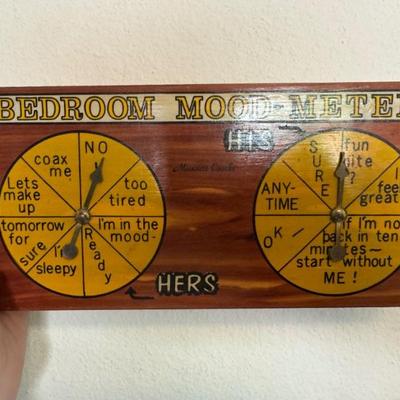 BEDROOM MOOD-METER
HIS
NO
too
tired
I'm in the
mood-
Ready
I'm
sleepy
tomorrow
for
sure
Lets
make
up
coax
me
HERS
SURE
fun
nite
?
I
feel
great
If I'm not
back in ten
minutes~
start without
ME!
OK
ANY-
TIME